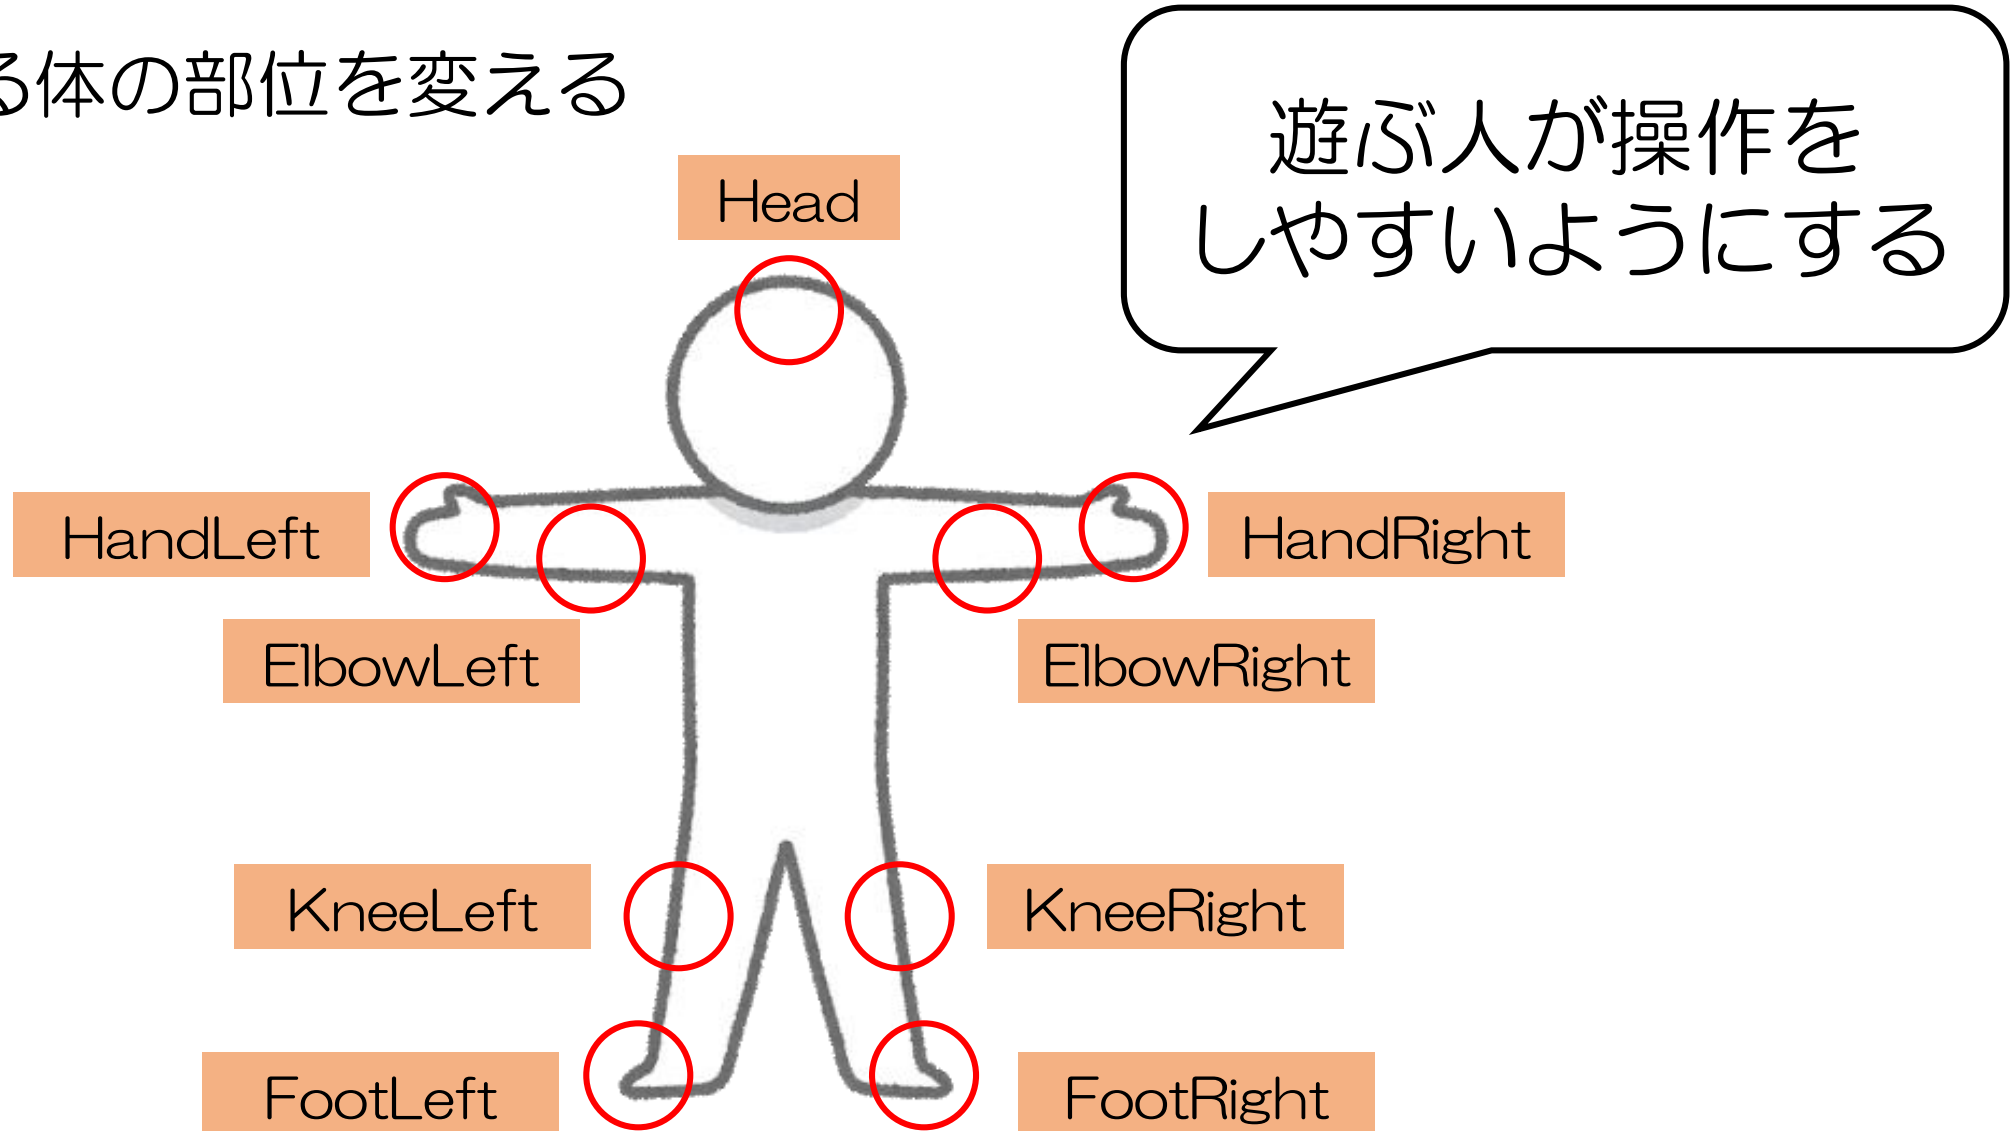 る体の部位を変える
遊ぶ人が操作を
しやすいようにする
Head
HandLeft
HandRight
ElbowLeft
ElbowRight
KneeLeft
KneeRight
FootLeft
FootRight